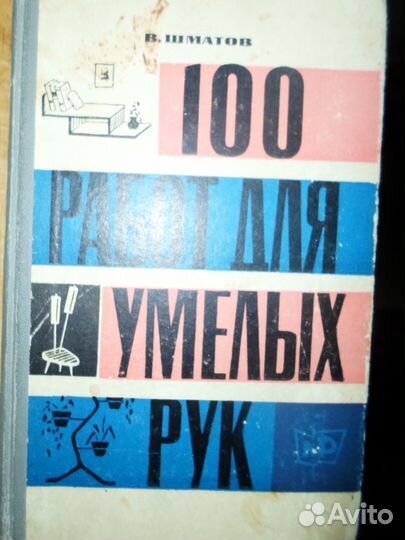 В. ШМАТОВ
100
РАБОТ ДЛЯ
УМЕЛЫХ
РУК
Avito